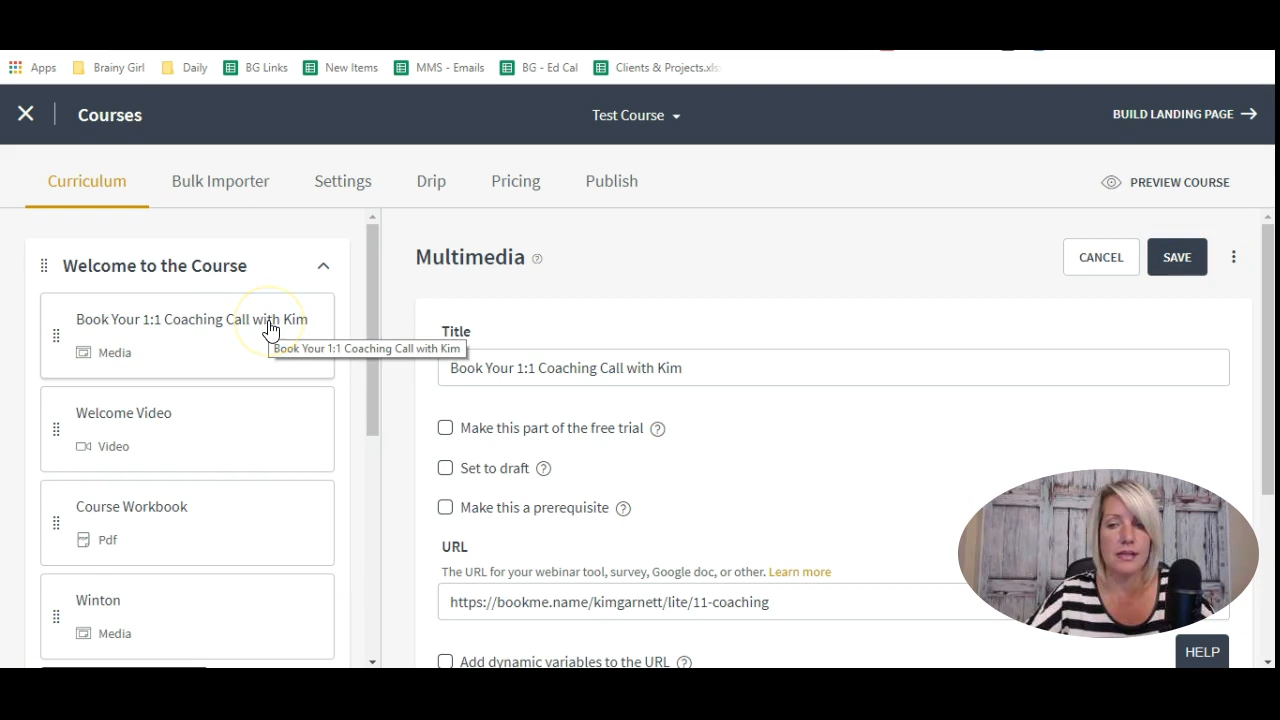 Apps Brainy Girl Daily BG Links New Items MMS - Emails BG - Ed Cal Clients & Projects.xls
Courses
Test Course
BUILD LANDING PAGE
Curriculum Bulk Importer Settings Drip Pricing Publish
PREVIEW COURSE
Welcome to the Course
Book Your 1:1 Coaching Call with Kim
Media
Book Your 1:1 Coaching Call with Kim
Welcome Video
Video
Course Workbook
Pdf
Winton
Media
Multimedia
CANCEL SAVE
Title
Book Your 1:1 Coaching Call with Kim
Make this part of the free trial
Set to draft
Make this a prerequisite
URL
The URL for your webinar tool, survey, Google doc, or other. Learn more
https://bookme.name/kimgarnett/lite/11-coaching
Add dynamic variables to the URL
HELP